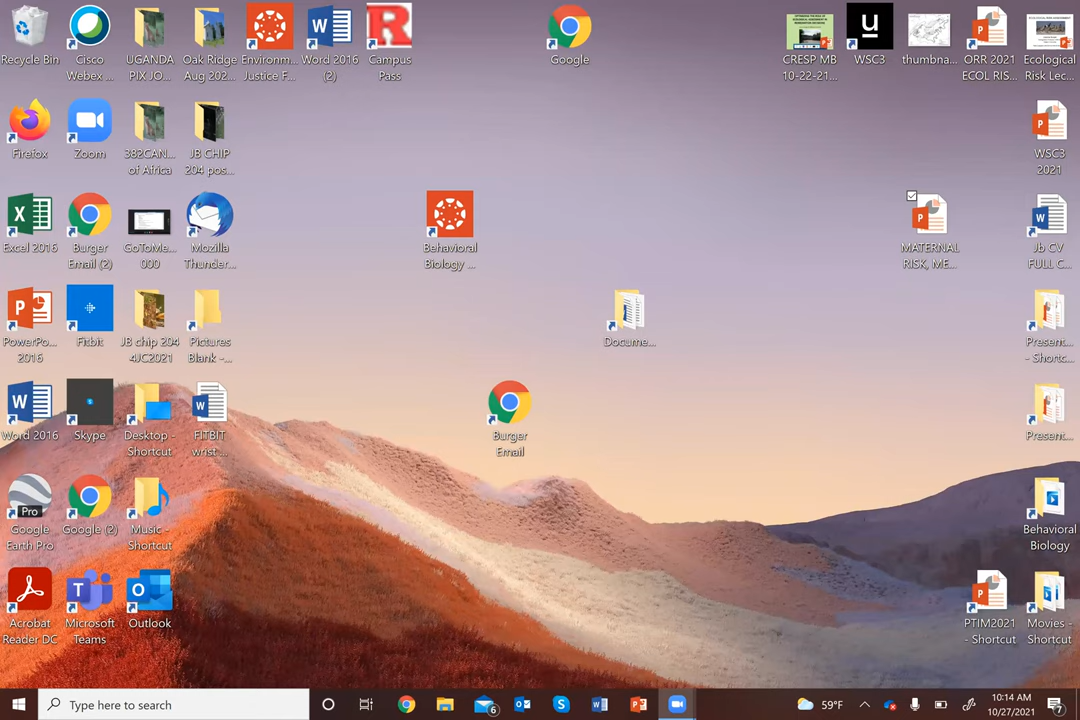 Recycle Bin
Cisco
Webex ...
UGANDA
PIX JO...
Oak Ridge
Aug 202...
Environm...
Justice F...
Word 2016
(2)
Campus
Pass
Google
CRESP MB
10-22-21...
u
WSC3
thumbna...
ORR 2021
ECOL RIS...
Ecological
Risk Lec...
Firefox
Zoom
382CAN...
of Africa
JB CHIP
204 pos...
WSC3
2021
Excel 2016
Burger
Email (2)
GoToMe...
000
Mozilla
Thunder...
Behavioral
Biology ...
MATERNAL
RISK, ME...
Jb CV
FULL C...
PowerPo...
2016
Fitbit
JB chip 204
4JC2021
Pictures
Blank -...
Docume...
Present...
- Shortc...
Word 2016
Skype
Desktop -
Shortcut
FITBIT
wrist ...
Burger
Email
Present...
Pro
Google
Earth Pro
Google (2)
Music -
Shortcut
Behavioral
Biology
Acrobat
Reader DC
Microsoft
Teams
Outlook
PTIM2021
- Shortcut
Movies -
Shortcut
Type here to search
6
59°F
10:14 AM
10/27/2021
7